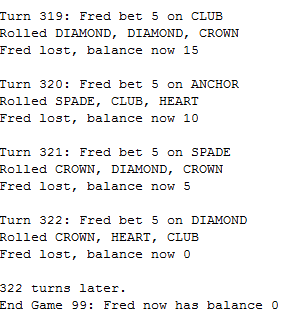 Turn 319: Fred bet 5 on CLUB
Rolled DIAMOND, DIAMOND, CROWN
Fred lost, balance now 15
Turn 320: Fred bet 5 on ANCHOR
Rolled SPADE, CLUB, HEART
Fred lost, balance now 10
Turn 321: Fred bet 5 on SPADE
Rolled CROWN, DIAMOND, CROWN
Fred lost, balance now 5
Turn 322: Fred bet 5 on DIAMOND
Rolled CROWN, HEART, CLUB
Fred lost, balance now 0
322 turns later.
End Game 99: Fred now has balance 0